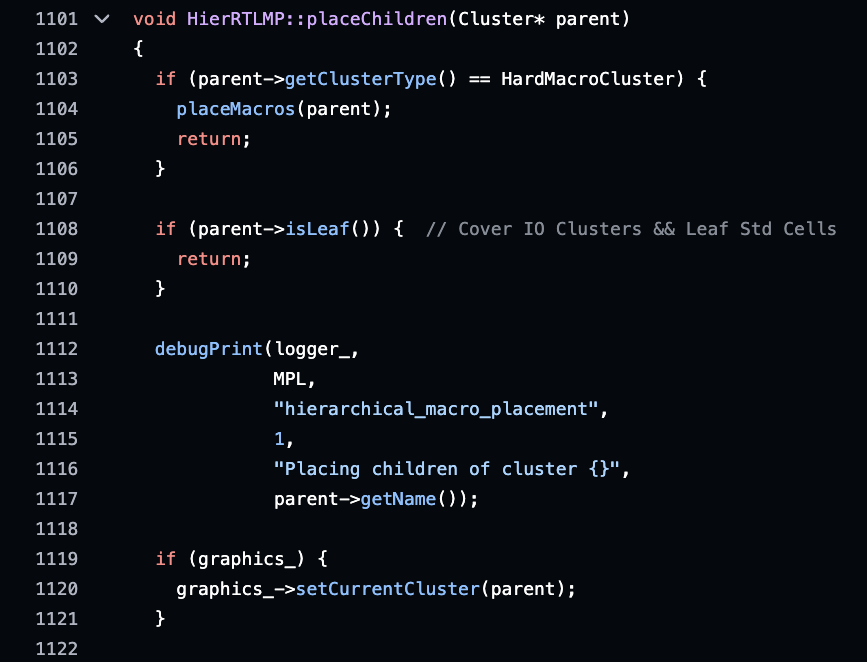 1101 void HierRTLMP::placeChildren(Cluster* parent)
1102 {
1103   if (parent->getClusterType() == HardMacroCluster) {
1104     placeMacros(parent);
1105     return;
1106   }
1107
1108   if (parent->isLeaf()) {  // Cover IO Clusters && Leaf Std Cells
1109     return;
1110   }
1111
1112   debugPrint(logger_,
1113              MPL,
1114              "hierarchical_macro_placement",
1115              1,
1116              "Placing children of cluster {}",
1117              parent->getName());
1118
1119   if (graphics_) {
1120     graphics_->setCurrentCluster(parent);
1121   }
1122